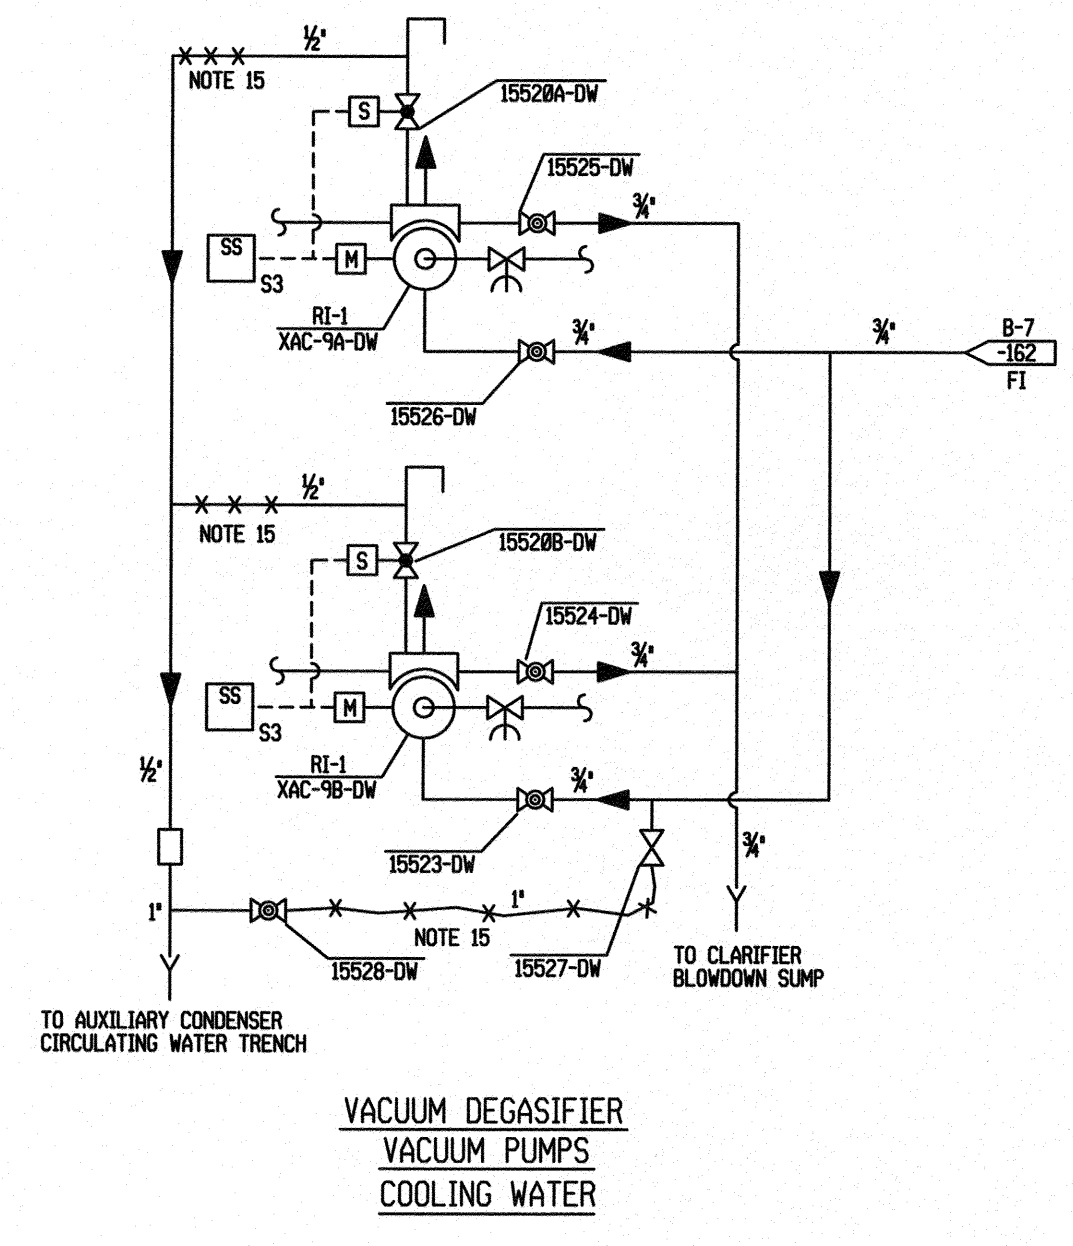 1/2"
NOTE 15
S
15520A-DW
15525-DW
3/4"
SS
M
S3
RI-1
XAC-9A-DW
3/4"
3/4"
B-7
-162
FI
15526-DW
1/2"
NOTE 15
S
15520B-DW
15524-DW
3/4"
SS
M
S3
RI-1
XAC-9B-DW
1/2"
3/4"
15523-DW
3/4"
1"
1"
NOTE 15
15528-DW
15527-DW
TO CLARIFIER
BLOWDOWN SUMP
TO AUXILIARY CONDENSER
CIRCULATING WATER TRENCH
VACUUM DEGASIFIER
VACUUM PUMPS
COOLING WATER